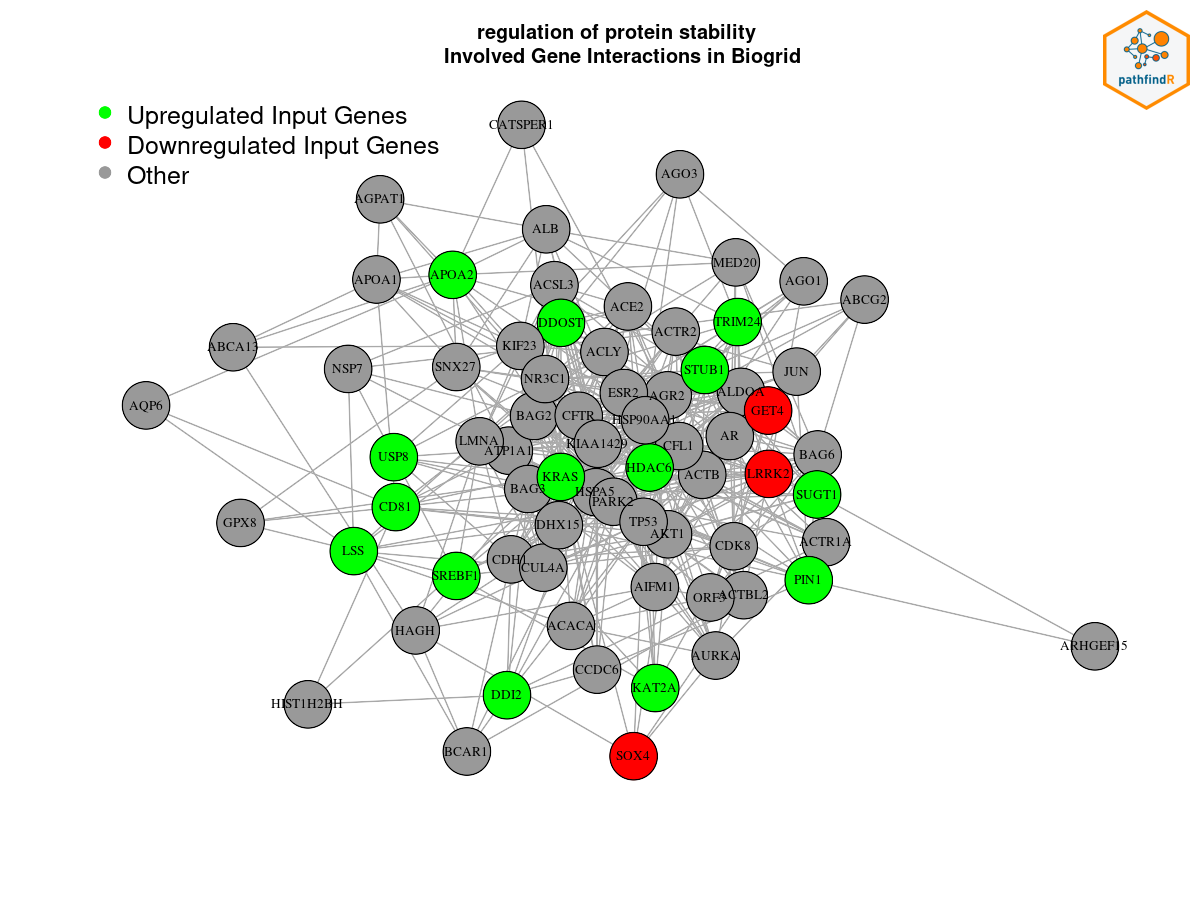 regulation of protein stability
Involved Gene Interactions in Biogrid
pathfindR
Upregulated Input Genes
Downregulated Input Genes
Other
CATSPER1
AGO3
AGPAT1
ALB
MED20
APOA2
APOA1
ACSL3
AGO1
ABCG2
ACE2
DDOST
TRIM24
ACTR2
ABCA13
KIF23
ACLY
NSP7
SNX27
STUB1
JUN
NR3C1
ESR2
AGR2
ALDOA
AQP6
GET4
BAG2
CFTR
HSP90AA1
LMNA
ATP1A1
KIAA1429
CFL1
AR
BAG6
USP8
KRAS
HDAC6
ACTB
LRRK2
BAG3
HSPA5
PARK2
SUGT1
CD81
GPX8
DHX15
TP53
AKT1
CDK8
ACTR1A
LSS
CDH1
CUL4A
SREBF1
AIFM1
ORF3
ACTBL2
PIN1
HAGH
ACACA
ARHGEF15
CCDC6
AURKA
HIST1H2BH
DDI2
KAT2A
BCAR1
SOX4